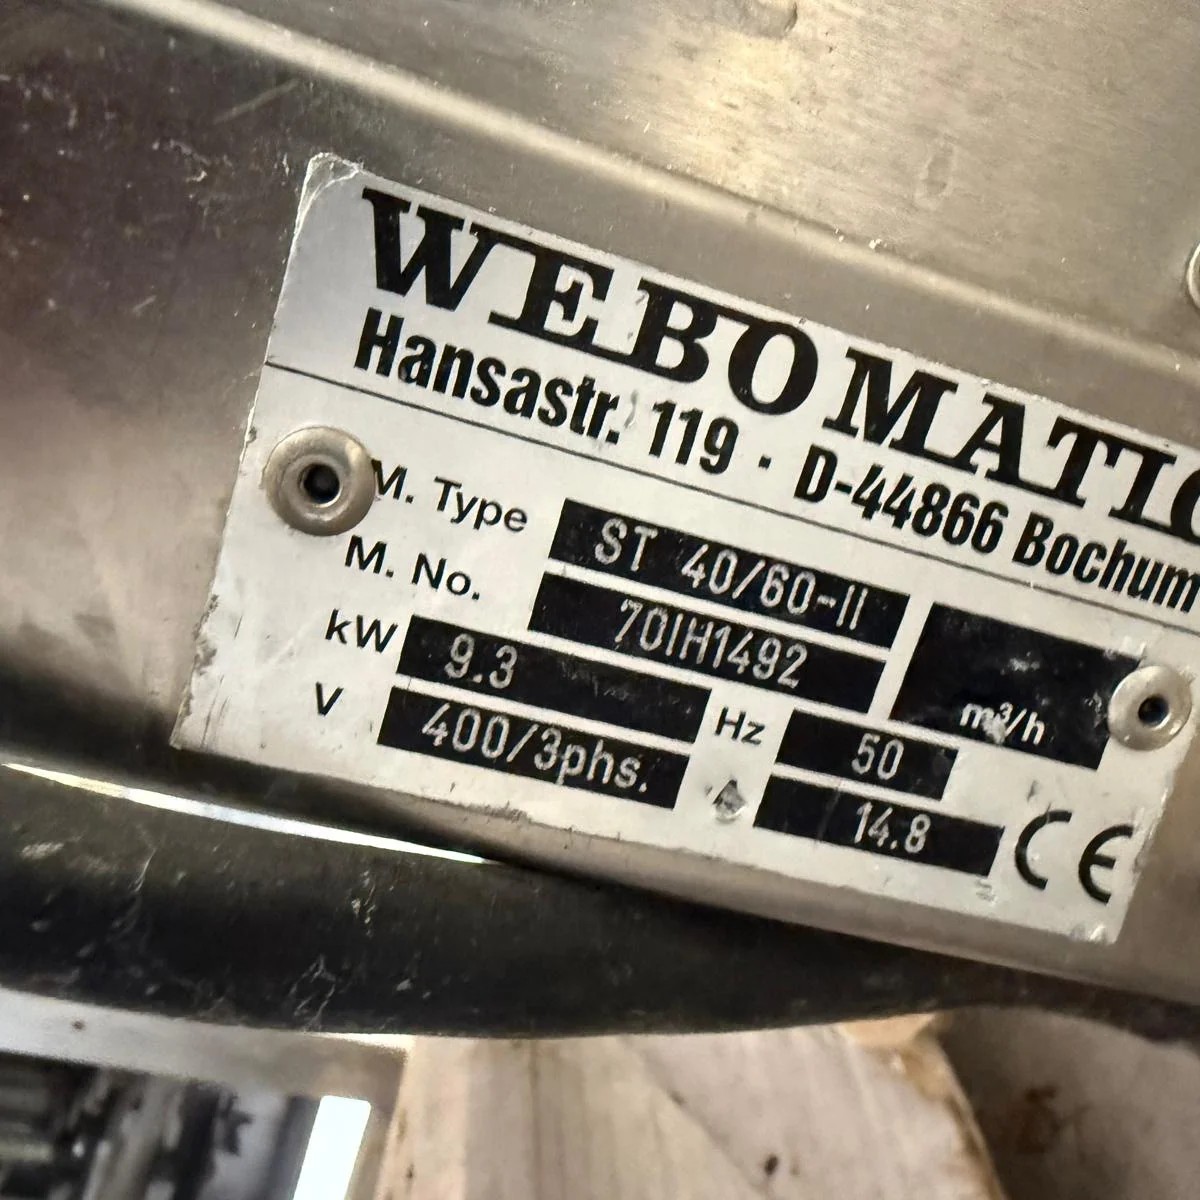 WEBOMATIC
Hansastr. 119 · D-44866 Bochum
M. Type ST 40/60-II
M. No. 70IH1492
m³/h
kW 9.3 Hz 50
V 400/3phs. 14.8
CE